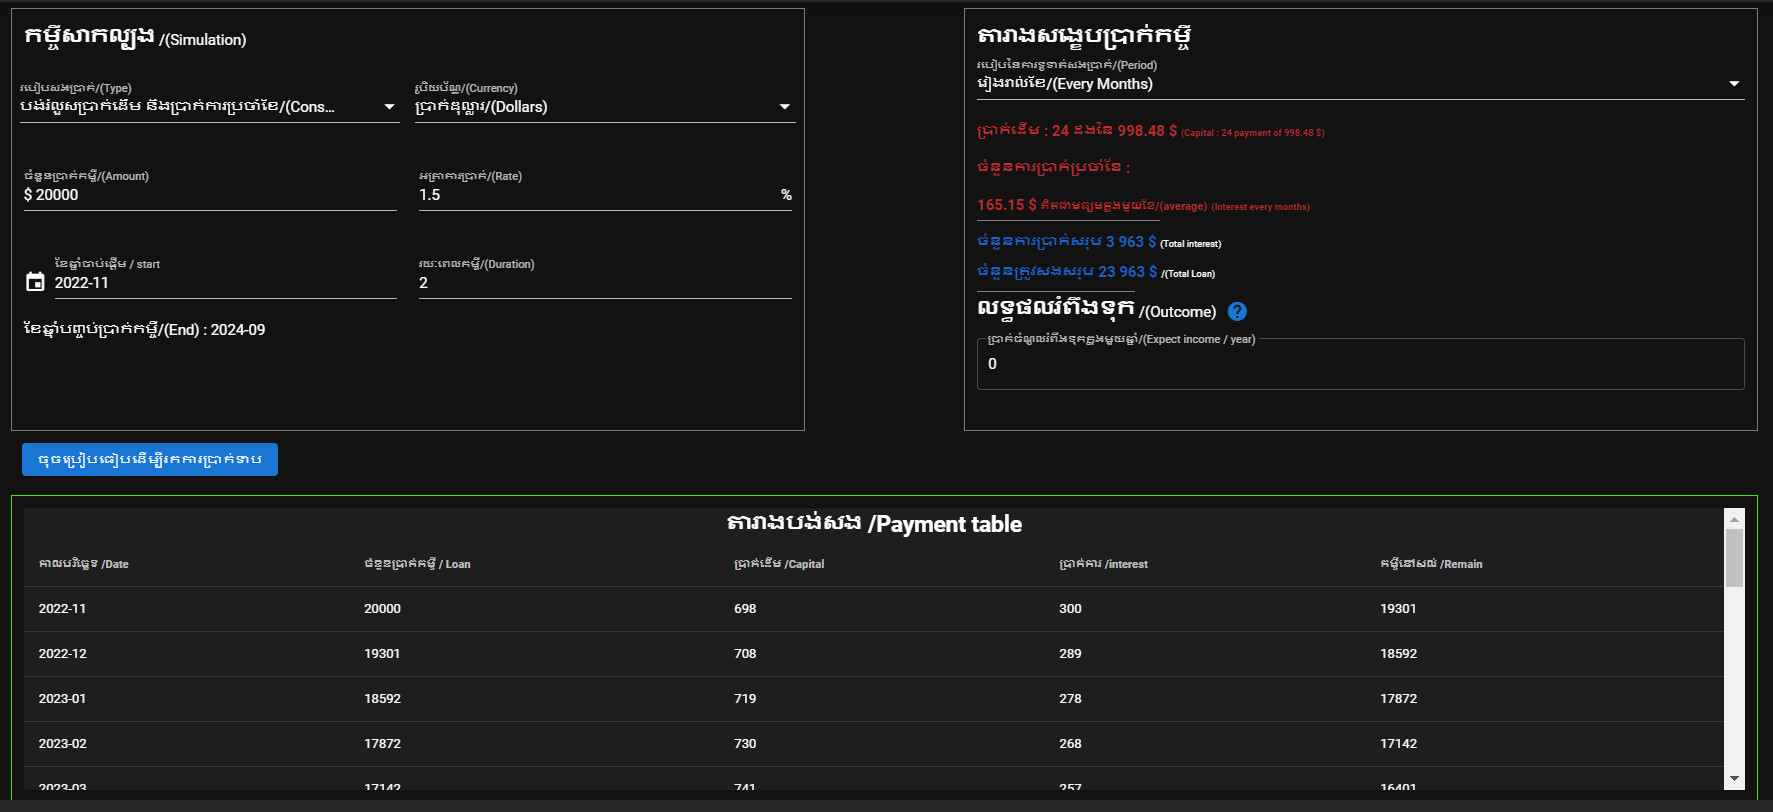 កម្ចីសាកល្បង /(Simulation)
របៀបសងប្រាក់/(Type)
បង់រំលួសប្រាក់ដើម និងប្រាក់ការប្រចាំខែ/(Cons...
រូបិយប័ណ្ឌ/(Currency)
ប្រាក់ដុល្លារ/(Dollars)
ចំនួនប្រាក់កម្ចី/(Amount)
$ 20000
អត្រាការប្រាក់/(Rate)
1.5 %
ខែឆ្នាំចាប់ផ្តើម / start
2022-11
រយៈពេលកម្ចី/(Duration)
2
ខែឆ្នាំបញ្ចប់ប្រាក់កម្ចី/(End) : 2024-09
តារាងសង្ខេបប្រាក់កម្ចី
របៀបនៃការទូទាត់សងប្រាក់/(Period)
រៀងរាល់ខែ/(Every Months)
ប្រាក់ដើម : 24 ដងនៃ 998.48 $ (Capital : 24 payment of 998.48 $)
ចំនួនការប្រាក់ប្រចាំខែ :
165.15 $ គិតជាមធ្យមក្នុងមួយខែ/(average) (Interest every months)
ចំនួនការប្រាក់សរុប 3 963 $ (Total interest)
ចំនួនត្រូវសងសរុប 23 963 $ /(Total Loan)
លទ្ធផលរំពឹងទុក /(Outcome) ?
ប្រាក់ចំណូលរំពឹងទុកក្នុងមួយឆ្នាំ/(Expect income / year)
0
ចុចប្រៀបធៀបដើម្បីរកការប្រាក់ទាប
តារាងបង់សង /Payment table
កាលបរិច្ឆេទ /Date ចំនួនប្រាក់កម្ចី / Loan ប្រាក់ដើម /Capital ប្រាក់ការ /interest កម្ចីនៅសល់ /Remain
2022-11 20000 698 300 19301
2022-12 19301 708 289 18592
2023-01 18592 719 278 17872
2023-02 17872 730 268 17142
2023-03 17142 741 257 16401